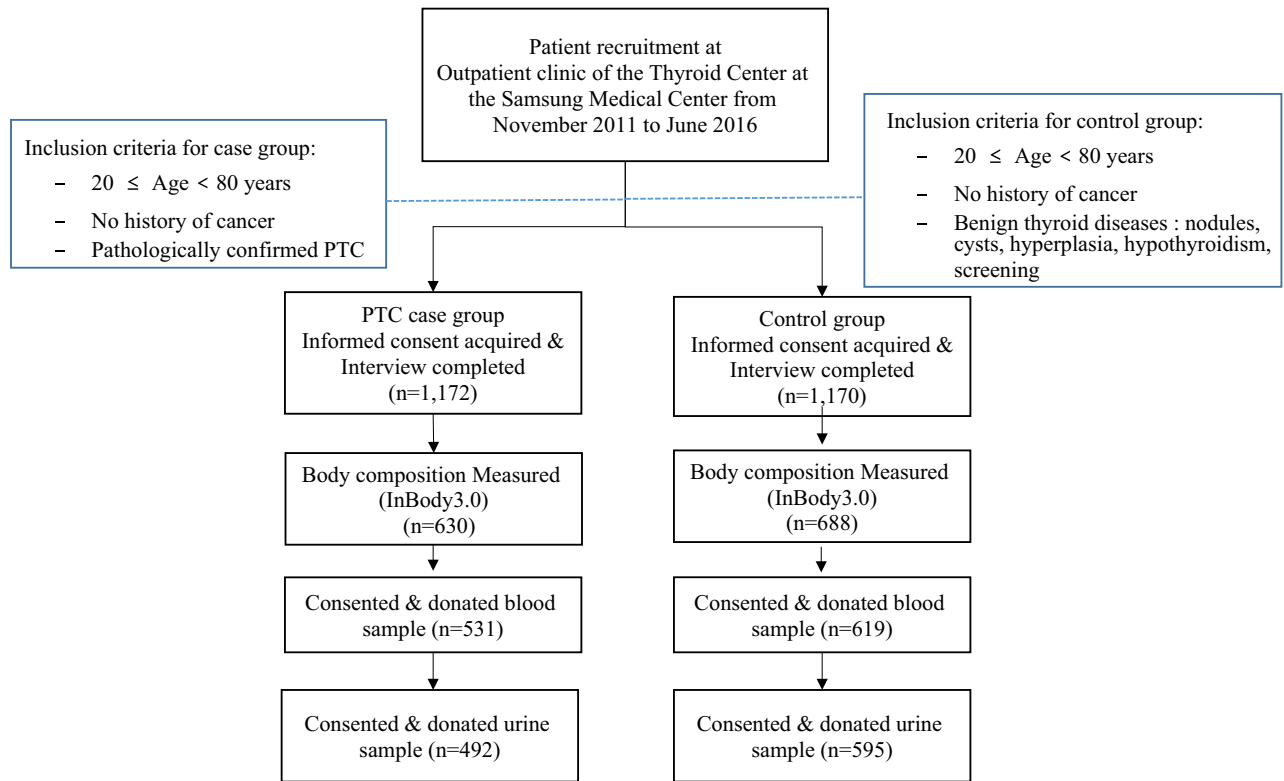 Patient recruitment at
Outpatient clinic of the Thyroid Center at
the Samsung Medical Center from
November 2011 to June 2016
Inclusion criteria for case group:
– 20 ≤ Age < 80 years
– No history of cancer
– Pathologically confirmed PTC
Inclusion criteria for control group:
– 20 ≤ Age < 80 years
– No history of cancer
– Benign thyroid diseases : nodules,
cysts, hyperplasia, hypothyroidism,
screening
PTC case group
Informed consent acquired &
Interview completed
(n=1,172)
Control group
Informed consent acquired &
Interview completed
(n=1,170)
Body composition Measured
(InBody3.0)
(n=630)
Body composition Measured
(InBody3.0)
(n=688)
Consented & donated blood
sample (n=531)
Consented & donated blood
sample (n=619)
Consented & donated urine
sample (n=492)
Consented & donated urine
sample (n=595)